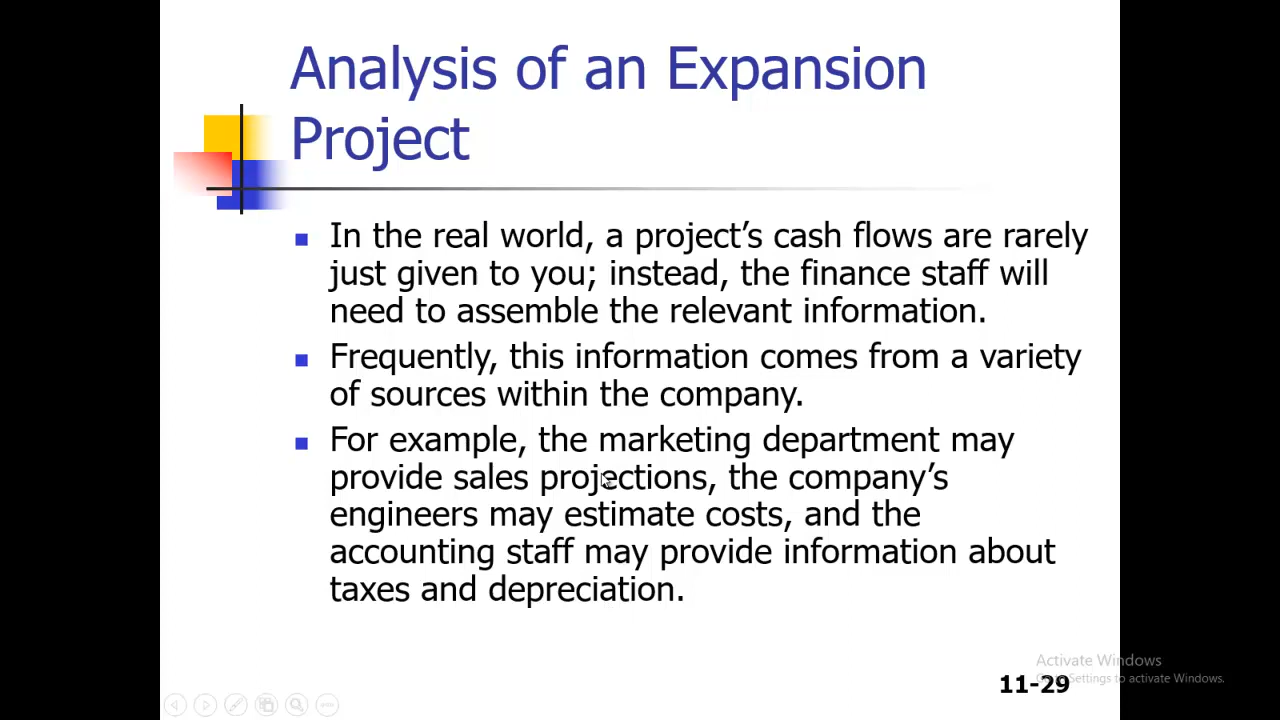 Analysis of an Expansion
Project
In the real world, a project’s cash flows are rarely
just given to you; instead, the finance staff will
need to assemble the relevant information.
Frequently, this information comes from a variety
of sources within the company.
For example, the marketing department may
provide sales projections, the company’s
engineers may estimate costs, and the
accounting staff may provide information about
taxes and depreciation.
Activate Windows
Go to Settings to activate Windows.
11-29